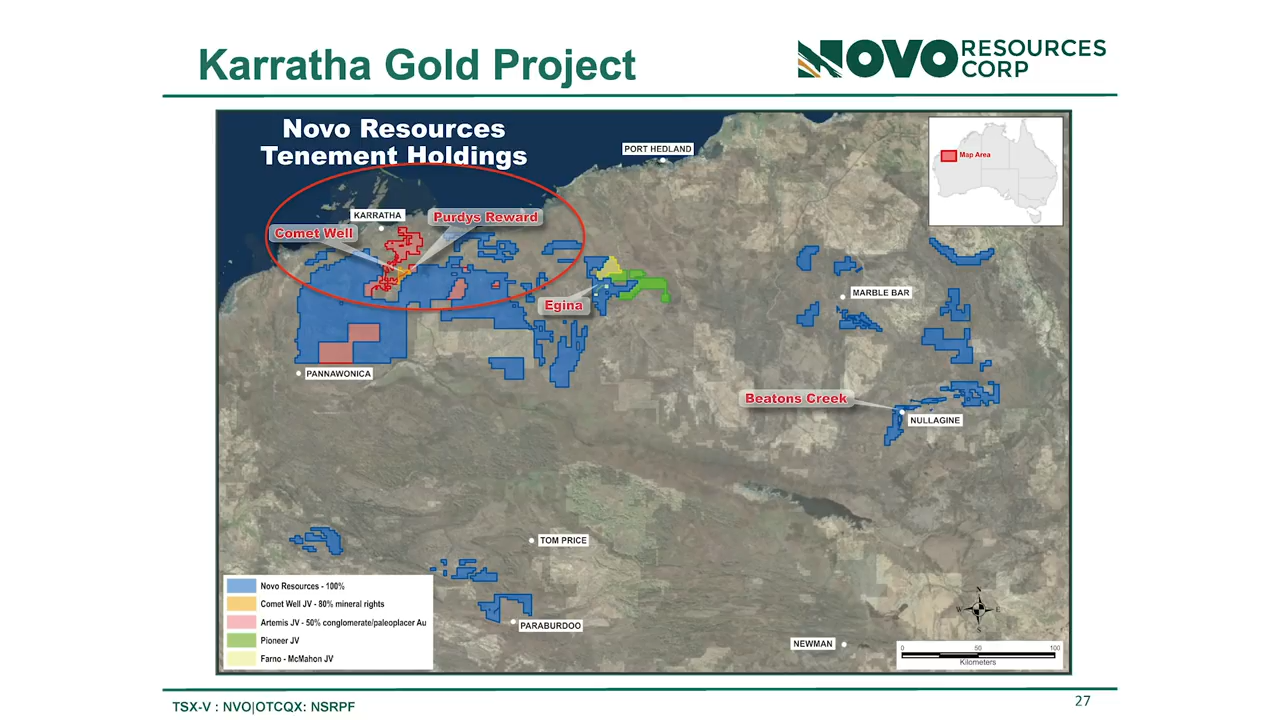 Karratha Gold Project
NOVO RESOURCES CORP
Novo Resources
Tenement Holdings
PORT HEDLAND
Map Area
KARRATHA
Purdys Reward
Comet Well
Egina
MARBLE BAR
PANNAWONICA
Beatons Creek
NULLAGINE
TOM PRICE
PARABURDOO
NEWMAN
Novo Resources - 100%
Comet Well JV - 80% mineral rights
Artemis JV - 50% conglomerate/paleoplacer Au
Pioneer JV
Farno - McMahon JV
N
W E
S
0 50 100
Kilometers
TSX-V : NVO|OTCQX: NSRPF
27